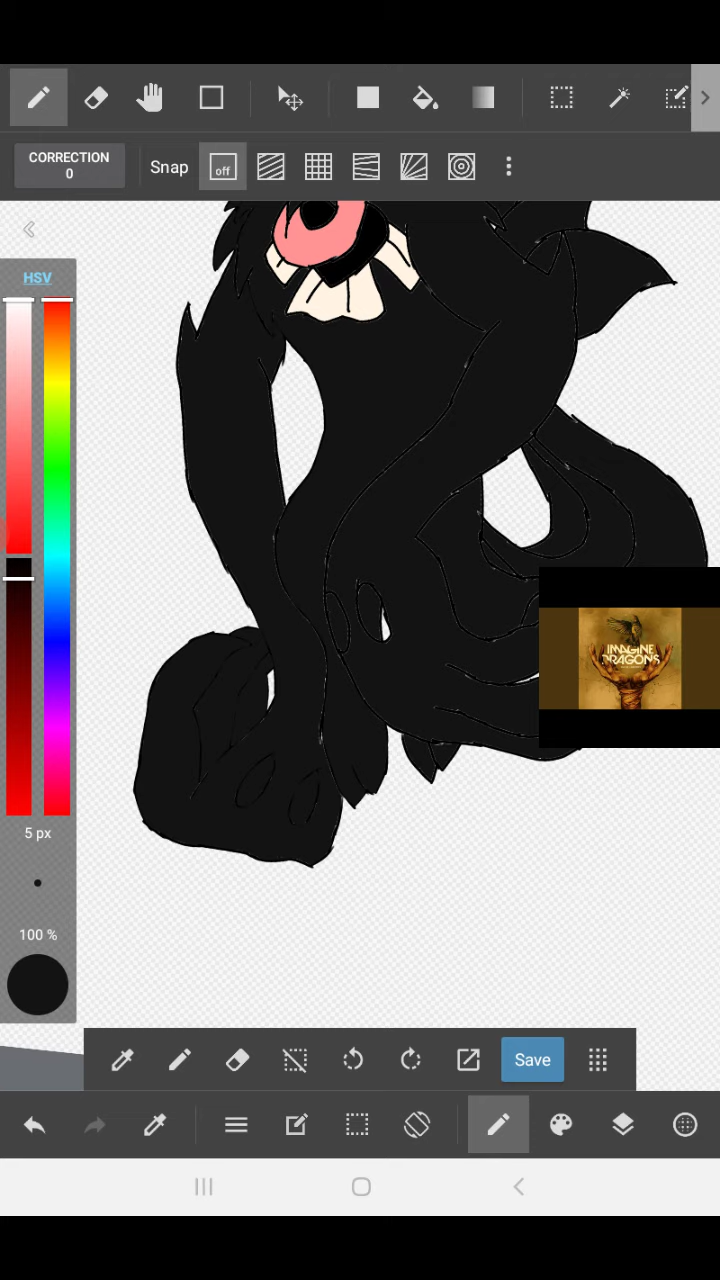 CORRECTION
0
Snap
off
HSV
5 px
100 %
IMAGINE
DRAGONS
Save